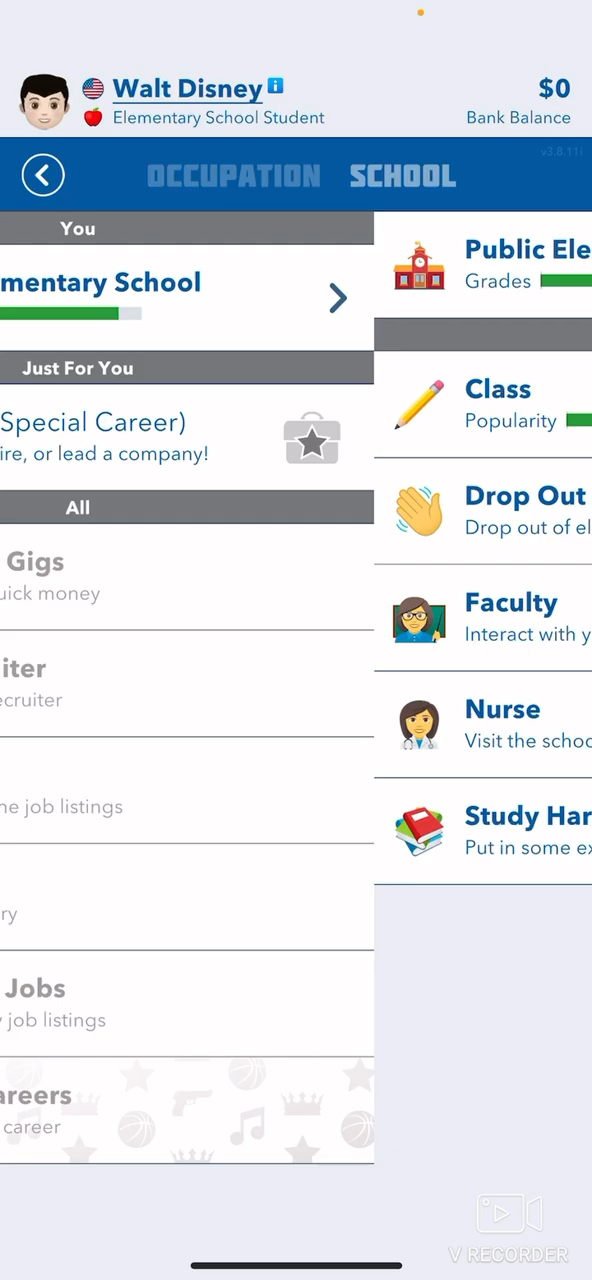 Walt Disney
$0
Elementary School Student
Bank Balance
v3.8.11i
OCCUPATION
SCHOOL
You
mentary School
Just For You
Special Career)
ire, or lead a company!
All
Gigs
uick money
iter
ecruiter
ne job listings
ry
Jobs
job listings
areers
career
Public Ele
Grades
Class
Popularity
Drop Out
Drop out of el
Faculty
Interact with y
Nurse
Visit the schoo
Study Har
Put in some ex
V RECORDER